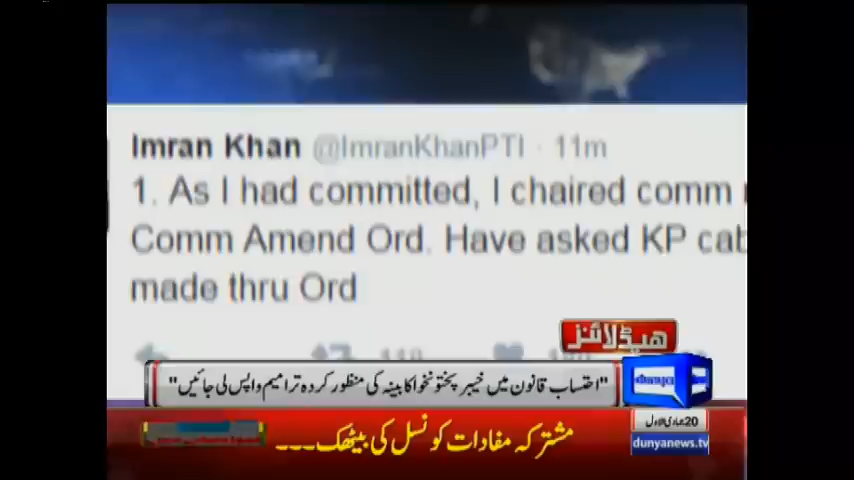 Imran Khan @ImranKhanPTI · 11m
1. As I had committed, I chaired comm
Comm Amend Ord. Have asked KP cab
made thru Ord
ہیڈلائنز
"احتساب قانون میں خیبر پختونخوا کابینہ کی منظور کردہ ترامیم واپس لی جائیں"
dunya
مشترکہ مفادات کونسل کی بیٹھک ۔۔۔
20 جمادی الاول
dunyanews.tv